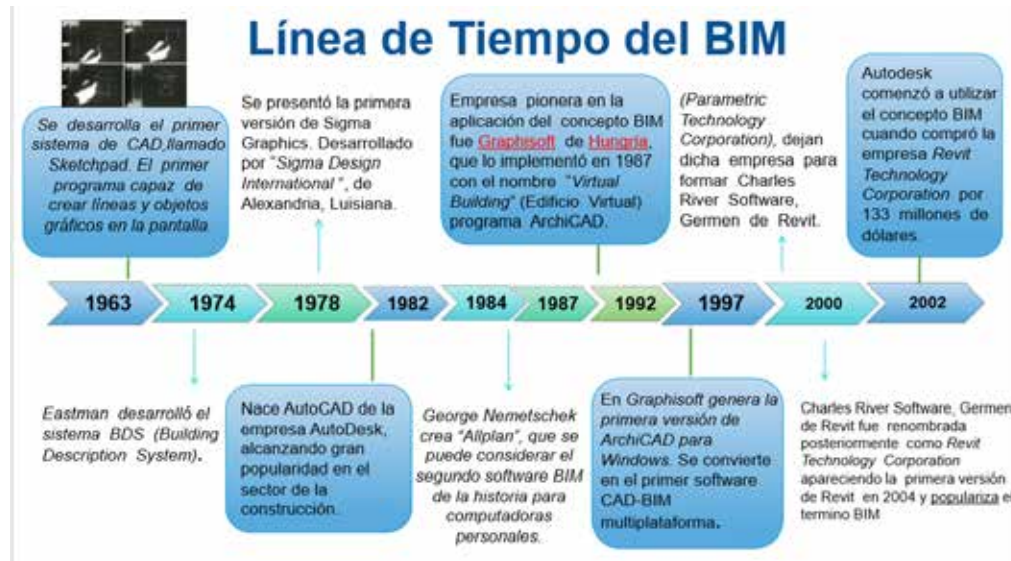 Línea de Tiempo del BIM
Se desarrolla el primer
sistema de CAD,llamado
Sketchpad. El primer
programa capaz de
crear líneas y objetos
gráficos en la pantalla
Se presentó la primera
versión de Sigma
Graphics. Desarrollado
por "Sigma Design
International", de
Alexandria, Luisiana.
Empresa pionera en la
aplicación del concepto BIM
fue Graphisoft de Hungría,
que lo implementó en 1987
con el nombre "Virtual
Building" (Edificio Virtual)
programa ArchiCAD.
(Parametric
Technology
Corporation), dejan
dicha empresa para
formar Charles
River Software,
Germen de Revit.
Autodesk
comenzó a utilizar
el concepto BIM
cuando compró la
empresa Revit
Technology
Corporation por
133 millones de
dólares.
1963 1974 1978 1982 1984 1987 1992 1997 2000 2002
Eastman desarrolló el
sistema BDS (Building
Description System).
Nace AutoCAD de la
empresa AutoDesk,
alcanzando gran
popularidad en el
sector de la
construcción.
George Nemetschek
crea "Allplan", que se
puede considerar el
segundo software BIM
de la historia para
computadoras
personales.
En Graphisoft genera la
primera versión de
ArchiCAD para
Windows. Se convierte
en el primer software
CAD-BIM
multiplataforma.
Charles River Software, Germen
de Revit fue renombrada
posteriormente como Revit
Technology Corporation
apareciendo la primera versión
de Revit en 2004 y populariza el
termino BIM